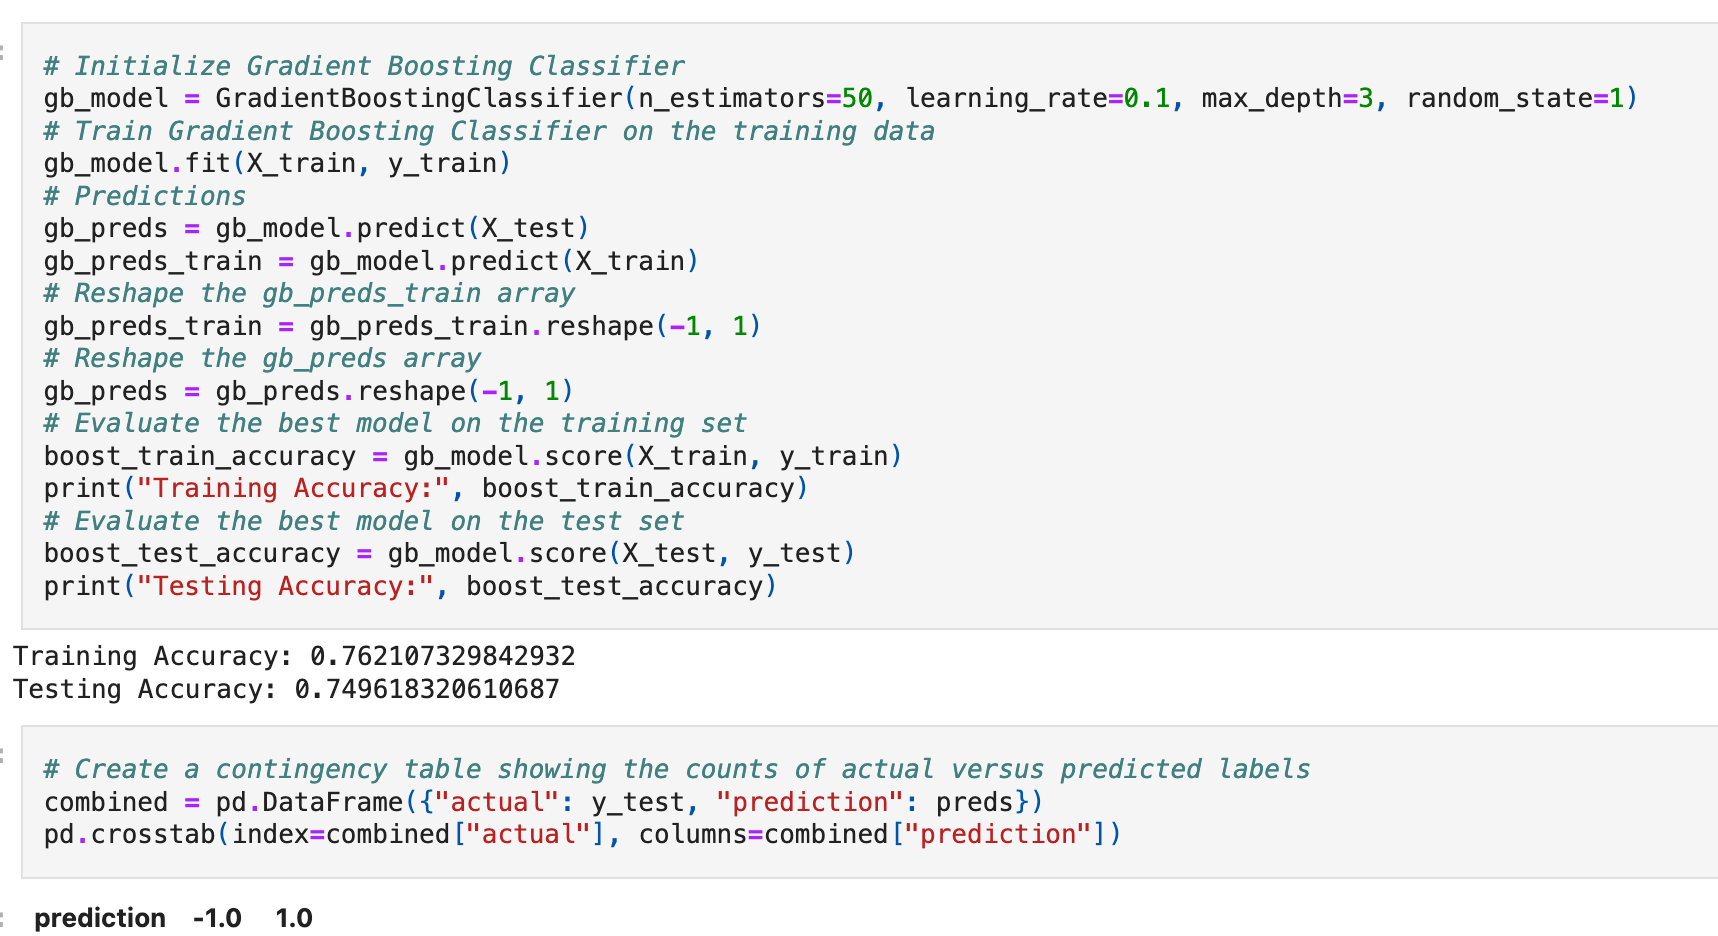 # Initialize Gradient Boosting Classifier
gb_model = GradientBoostingClassifier(n_estimators=50, learning_rate=0.1, max_depth=3, random_state=1)
# Train Gradient Boosting Classifier on the training data
gb_model.fit(X_train, y_train)
# Predictions
gb_preds = gb_model.predict(X_test)
gb_preds_train = gb_model.predict(X_train)
# Reshape the gb_preds_train array
gb_preds_train = gb_preds_train.reshape(-1, 1)
# Reshape the gb_preds array
gb_preds = gb_preds.reshape(-1, 1)
# Evaluate the best model on the training set
boost_train_accuracy = gb_model.score(X_train, y_train)
print("Training Accuracy:", boost_train_accuracy)
# Evaluate the best model on the test set
boost_test_accuracy = gb_model.score(X_test, y_test)
print("Testing Accuracy:", boost_test_accuracy)
Training Accuracy: 0.762107329842932
Testing Accuracy: 0.749618320610687
# Create a contingency table showing the counts of actual versus predicted labels
combined = pd.DataFrame({"actual": y_test, "prediction": preds})
pd.crosstab(index=combined["actual"], columns=combined["prediction"])
prediction -1.0 1.0